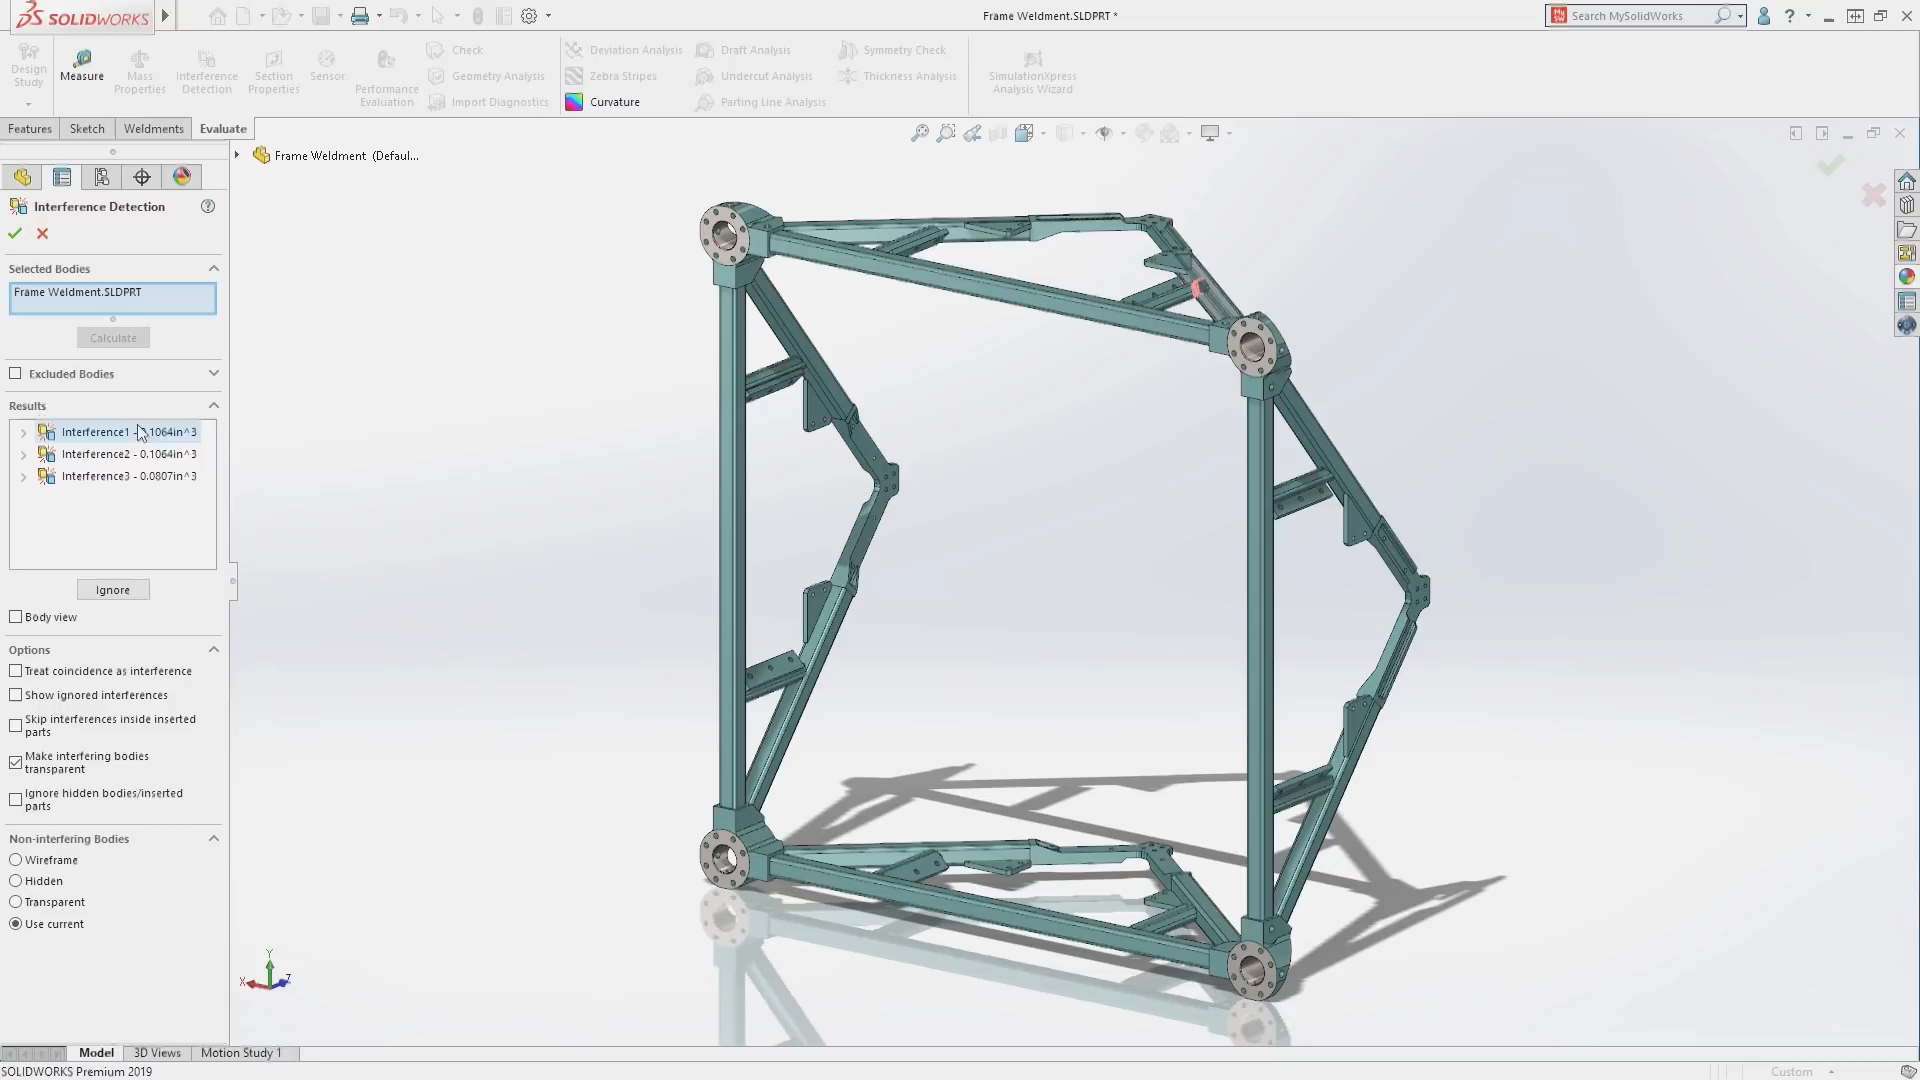 SOLIDWORKS
Frame Weldment.SLDPRT *
Search MySolidWorks
?
Design Study
Measure
Mass Properties
Interference Detection
Section Properties
Sensor
Performance Evaluation
Check
Geometry Analysis
Import Diagnostics
Deviation Analysis
Zebra Stripes
Curvature
Draft Analysis
Undercut Analysis
Parting Line Analysis
Symmetry Check
Thickness Analysis
SimulationXpress Analysis Wizard
Features
Sketch
Weldments
Evaluate
Frame Weldment (Defaul...
Interference Detection
?
Selected Bodies
Frame Weldment.SLDPRT
Calculate
Excluded Bodies
Results
Interference1 - 0.1064in^3
Interference2 - 0.1064in^3
Interference3 - 0.0807in^3
Ignore
Body view
Options
Treat coincidence as interference
Show ignored interferences
Skip interferences inside inserted
parts
Make interfering bodies
transparent
Ignore hidden bodies/inserted
parts
Non-interfering Bodies
Wireframe
Hidden
Transparent
Use current
Y
X
Z
Model
3D Views
Motion Study 1
SOLIDWORKS Premium 2019
Custom